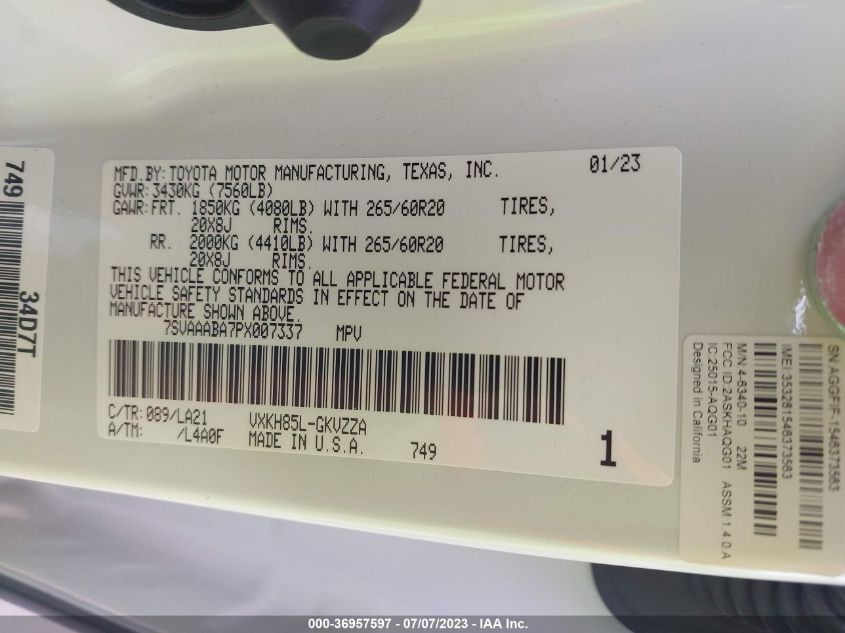 MFD.BY:TOYOTA MOTOR MANUFACTURING, TEXAS, INC. 01/23
GVWR:3430KG (7560LB)
GAWR:FRT. 1850KG (4080LB) WITH 265/60R20 TIRES,
20X8J RIMS.
RR. 2000KG (4410LB) WITH 265/60R20 TIRES,
20X8J RIMS.
THIS VEHICLE CONFORMS TO ALL APPLICABLE FEDERAL MOTOR
VEHICLE SAFETY STANDARDS IN EFFECT ON THE DATE OF
MANUFACTURE SHOWN ABOVE.
7SVAAABA7PX007337 MPV
C/TR:089/LA21 VXKH85L-GKVZZA
A/TM: /L4A0F MADE IN U.S.A. 749 1
749 34D7T
SN AGGFIF-1546373563
IMEI:353281546373563
M/N 4-6340-10 22M
FCC ID:2ASKHAQG01 ASSM 1.4.0.A
IC:25015-AQG01
Designed in California
000-36957597 - 07/07/2023 - IAA Inc.